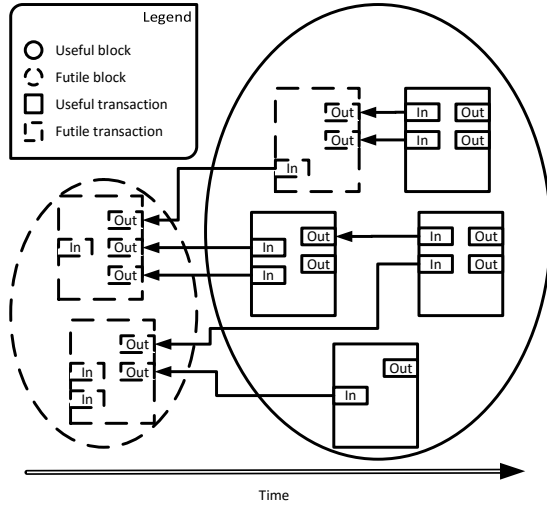 Legend
Useful block
Futile block
Useful transaction
Futile transaction
Out In Out
Out In Out
In
Out
In Out
Out
In
In
Out
Out
In Out
In Out
Out
In Out
In
Out
In
Time